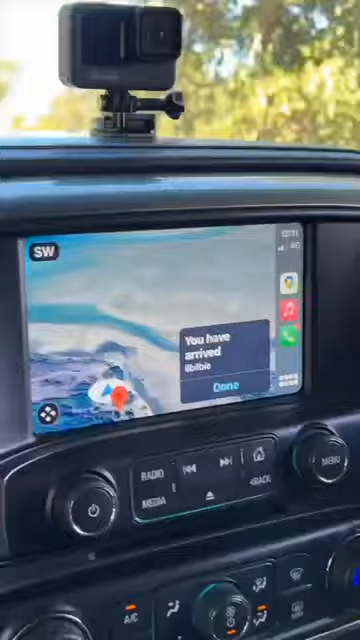 SW
You have
arrived
Done
RADIO
MEDIA
BACK
MENU
A/C